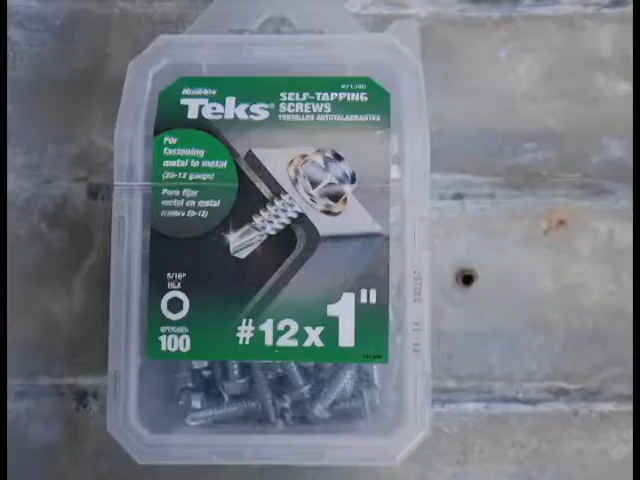 Teks®
SELF-TAPPING
SCREWS
TORNILLOS AUTOTALADRANTES
For
fastening
metal to metal
(20-12 gauge)
Para fijar
metal en metal
(calibre 20-12)
5/16"
HEX
100
#12 x 1"